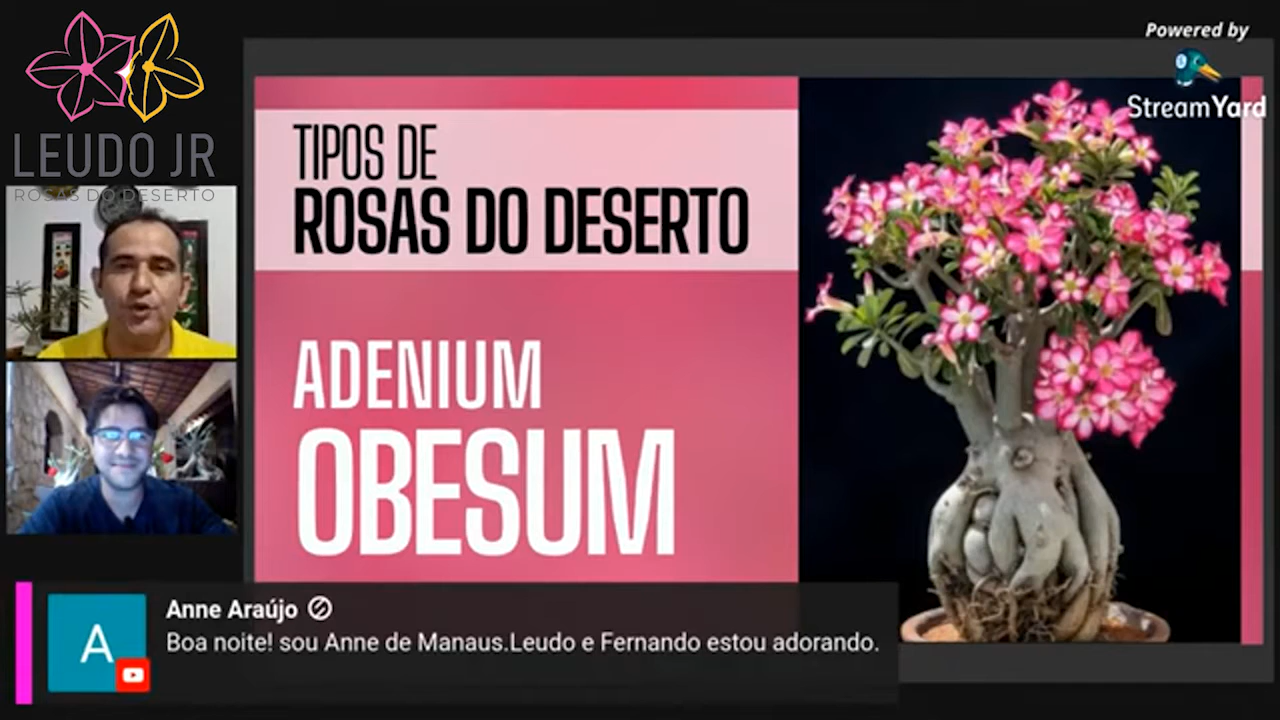 LEUDO JR
ROSAS DO DESERTO
Powered by
StreamYard
TIPOS DE
ROSAS DO DESERTO
ADENIUM
OBESUM
A
Anne Araújo
Boa noite! sou Anne de Manaus.Leudo e Fernando estou adorando.